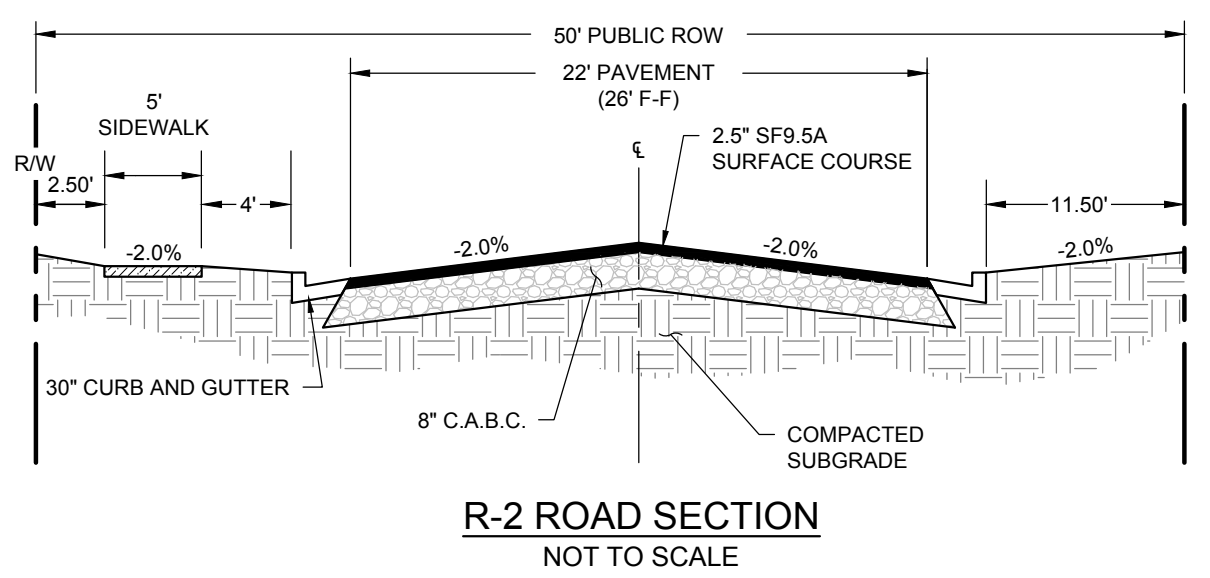 50' PUBLIC ROW
22' PAVEMENT
(26' F-F)
5'
SIDEWALK
2.5" SF9.5A
SURFACE COURSE
℄
R/W
2.50'
4'
11.50'
-2.0%
-2.0%
-2.0%
-2.0%
30" CURB AND GUTTER
8" C.A.B.C.
COMPACTED
SUBGRADE
R-2 ROAD SECTION
NOT TO SCALE